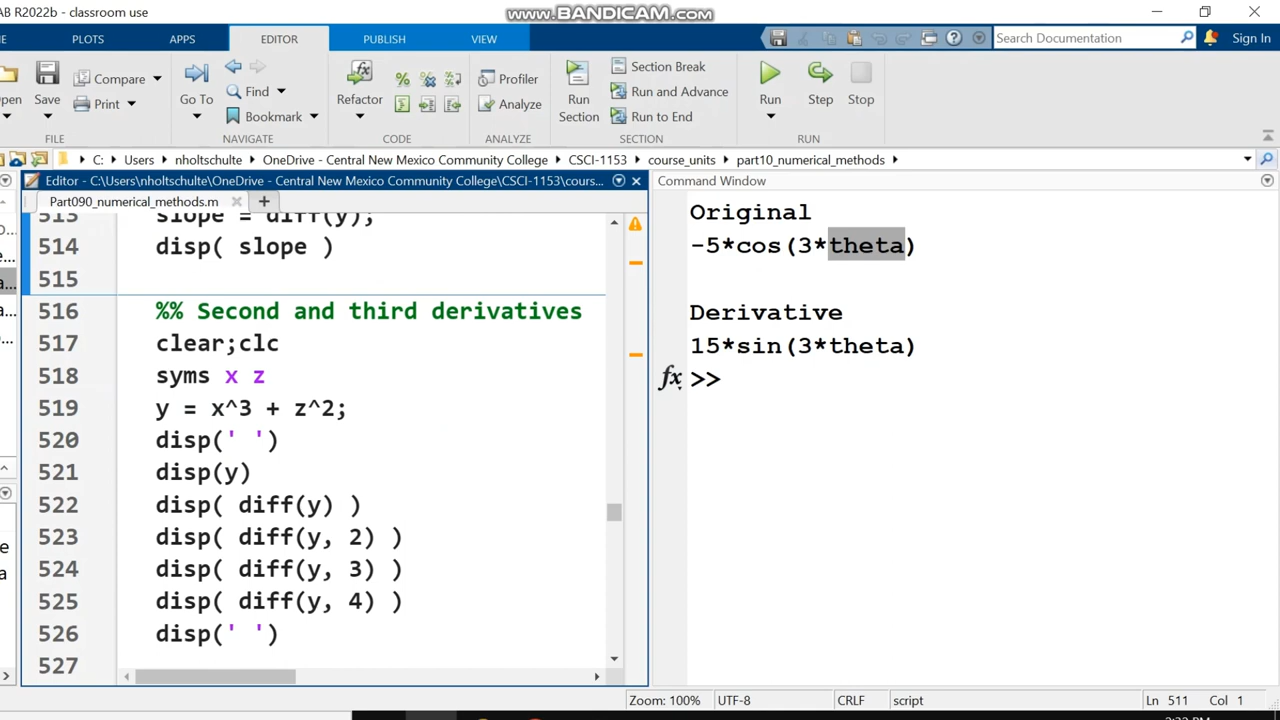 AB R2022b - classroom use
www.BANDICAM.com
PLOTS APPS EDITOR PUBLISH VIEW
Search Documentation Sign In
Save Compare Print
Go To Find Bookmark
Refactor
Profiler Analyze
Run Section Section Break Run and Advance Run to End
Run Step Stop
FILE NAVIGATE CODE ANALYZE SECTION RUN
C: Users nholtschulte OneDrive - Central New Mexico Community College CSCI-1153 course_units part10_numerical_methods
Editor - C:\Users\nholtschulte\OneDrive - Central New Mexico Community College\CSCI-1153\cours...
Part090_numerical_methods.m
513 slope = diff(y);
514 disp( slope )
515
516 %% Second and third derivatives
517 clear;clc
518 syms x z
519 y = x^3 + z^2;
520 disp(' ')
521 disp(y)
522 disp( diff(y) )
523 disp( diff(y, 2) )
524 disp( diff(y, 3) )
525 disp( diff(y, 4) )
526 disp(' ')
527
Command Window
Original
-5*cos(3*theta)
Derivative
15*sin(3*theta)
fx >>
Zoom: 100% UTF-8 CRLF script Ln 511 Col 1